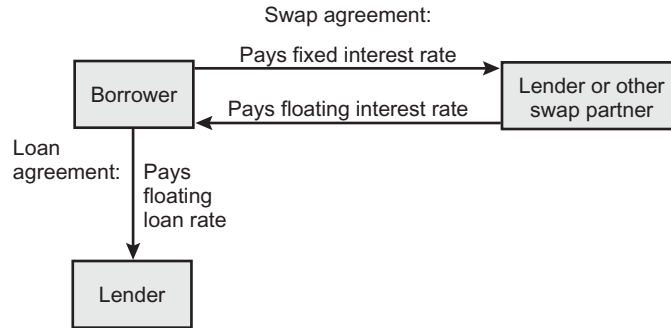 Swap agreement:
Pays fixed interest rate
Borrower
Pays floating interest rate
Lender or other
swap partner
Loan
agreement:
Pays
floating
loan rate
Lender